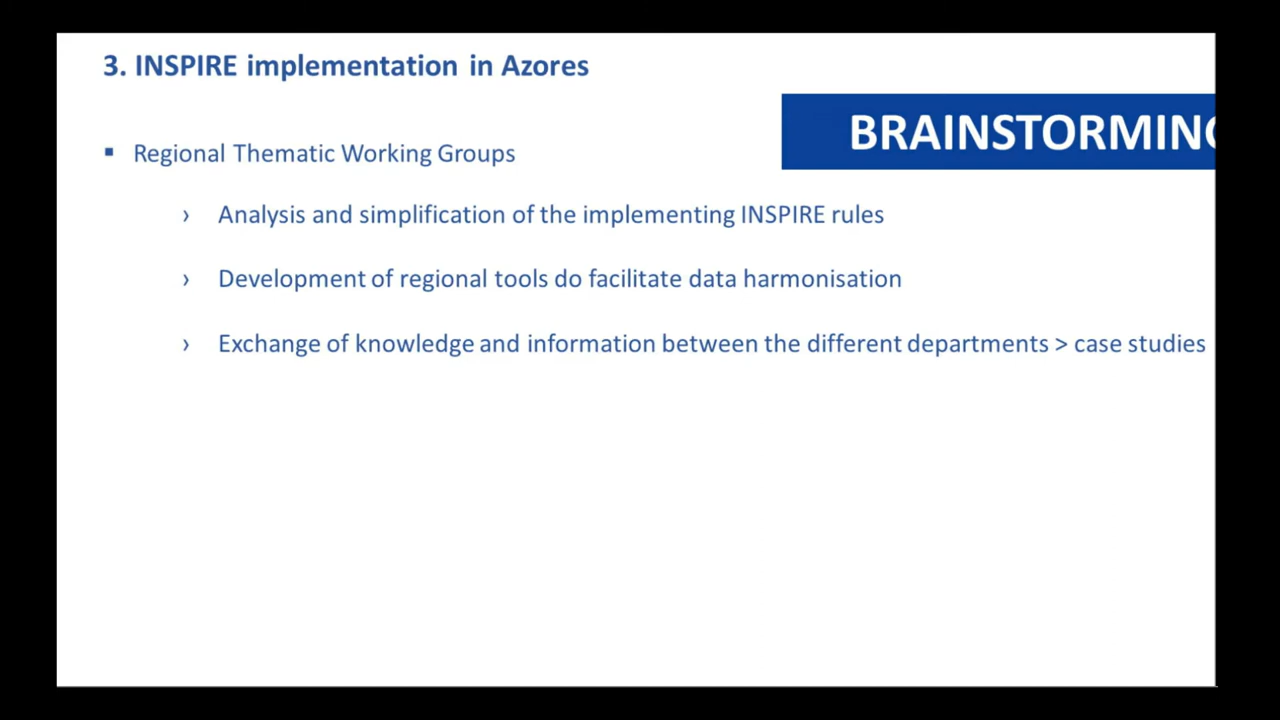 3. INSPIRE implementation in Azores
BRAINSTORMING
▪ Regional Thematic Working Groups
› Analysis and simplification of the implementing INSPIRE rules
› Development of regional tools do facilitate data harmonisation
› Exchange of knowledge and information between the different departments > case studies